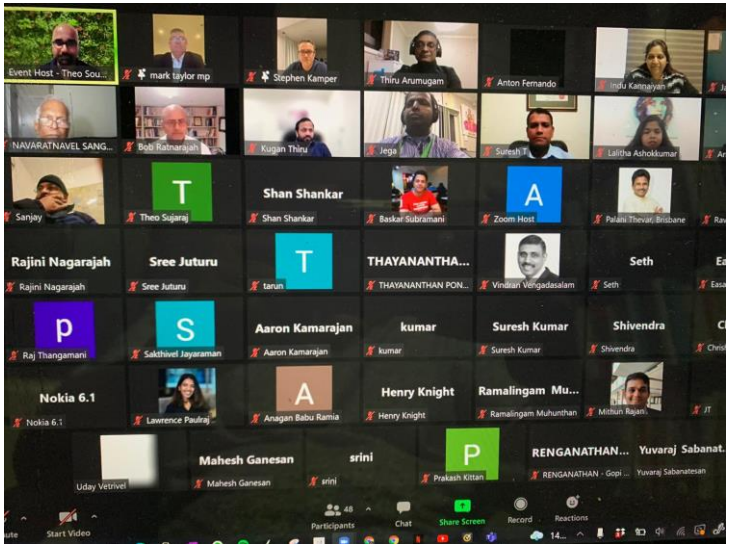 Event Host - Theo Sou...
mark taylor mp
Stephen Kamper
Thiru Arumugam
Anton Fernando
Indu Kannaiyan
NAVARATNAVEL SANG...
Bob Ratnarajah
Kugan Thiru
Jega
Suresh T
Lalitha Ashokkumar
Sanjay
T
Theo Sujaraj
Shan Shankar
Shan Shankar
Baskar Subramani
A
Zoom Host
Palani Thevar, Brisbane
Rajini Nagarajah
Rajini Nagarajah
Sree Juturu
Sree Juturu
T
tarun
THAYANANTHA...
THAYANANTHAN PON...
Vindran Vengadasalam
Seth
Seth
p
Raj Thangamani
S
Sakthivel Jayaraman
Aaron Kamarajan
Aaron Kamarajan
kumar
kumar
Suresh Kumar
Suresh Kumar
Shivendra
Shivendra
Nokia 6.1
Nokia 6.1
Lawrence Paulraj
A
Anagan Babu Ramia
Henry Knight
Henry Knight
Ramalingam Mu...
Ramalingam Muhunthan
Mithun Rajan
JT
Uday Vetrivel
Mahesh Ganesan
Mahesh Ganesan
srini
srini
P
Prakash Kittan
RENGANATHAN...
RENGANATHAN - Gopi ...
Yuvaraj Sabanat.
Yuvaraj Sabanatesan
Start Video
48
Participants
Chat
Share Screen
Record
Reactions
14...